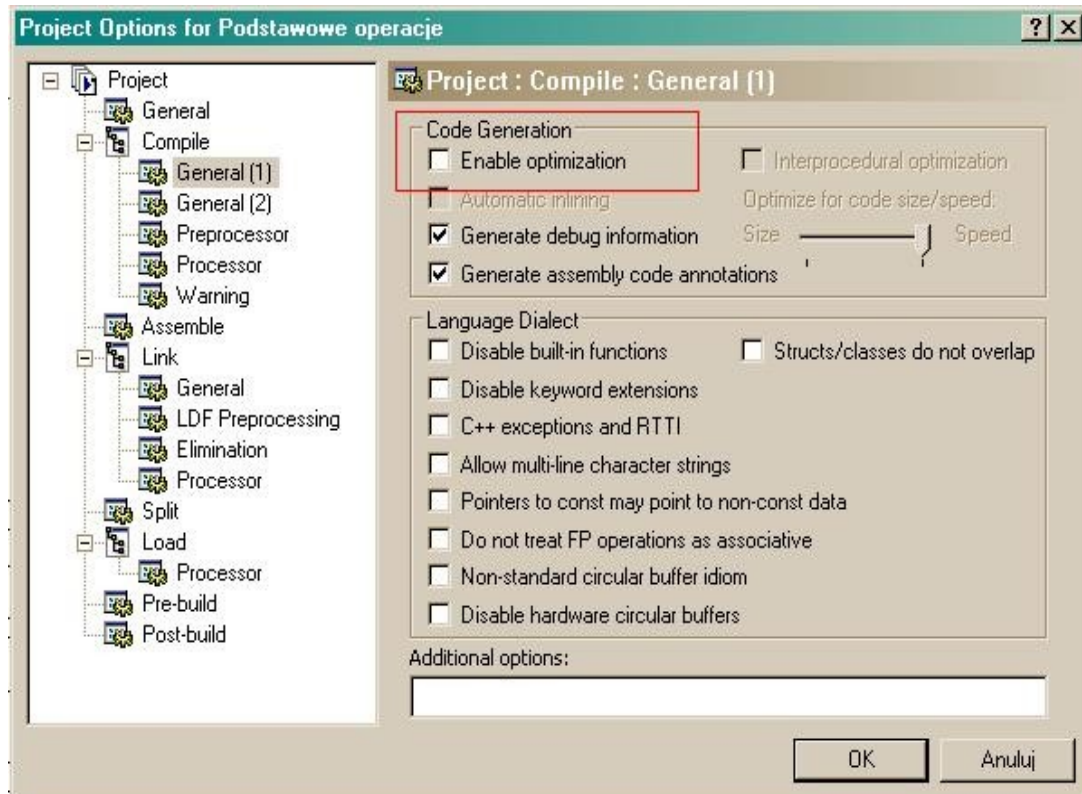 Project Options for Podstawowe operacje
Project
General
Compile
General (1)
General (2)
Preprocessor
Processor
Warning
Assemble
Link
General
LDF Preprocessing
Elimination
Processor
Split
Load
Processor
Pre-build
Post-build
Project : Compile : General (1)
Code Generation
Enable optimization
Interprocedural optimization
Automatic inlining
Optimize for code size/speed:
Generate debug information
Size
Speed
Generate assembly code annotations
Language Dialect
Disable built-in functions
Structs/classes do not overlap
Disable keyword extensions
C++ exceptions and RTTI
Allow multi-line character strings
Pointers to const may point to non-const data
Do not treat FP operations as associative
Non-standard circular buffer idiom
Disable hardware circular buffers
Additional options:
OK
Anuluj